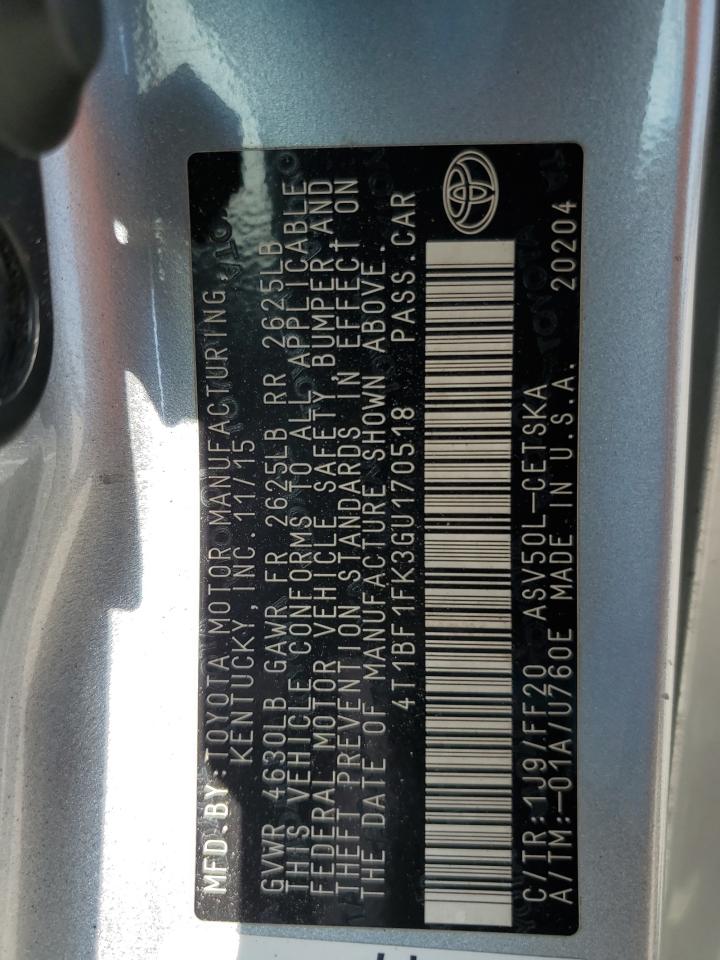 MFD.BY:TOYOTA MOTOR MANUFACTURING,
KENTUCKY, INC. 11/15
GVWR 4630LB GAWR FR 2625LB RR 2625LB
THIS VEHICLE CONFORMS TO ALL APPLICABLE
FEDERAL MOTOR VEHICLE SAFETY, BUMPER AND
THEFT PREVENTION STANDARDS IN EFFECT ON
THE DATE OF MANUFACTURE SHOWN ABOVE.
4T1BF1FK3GU170518 PASS.CAR
C/TR:1J9/FF20 ASV50L-CETSKA
A/TM:-01A/U760E MADE IN U.S.A. 20204